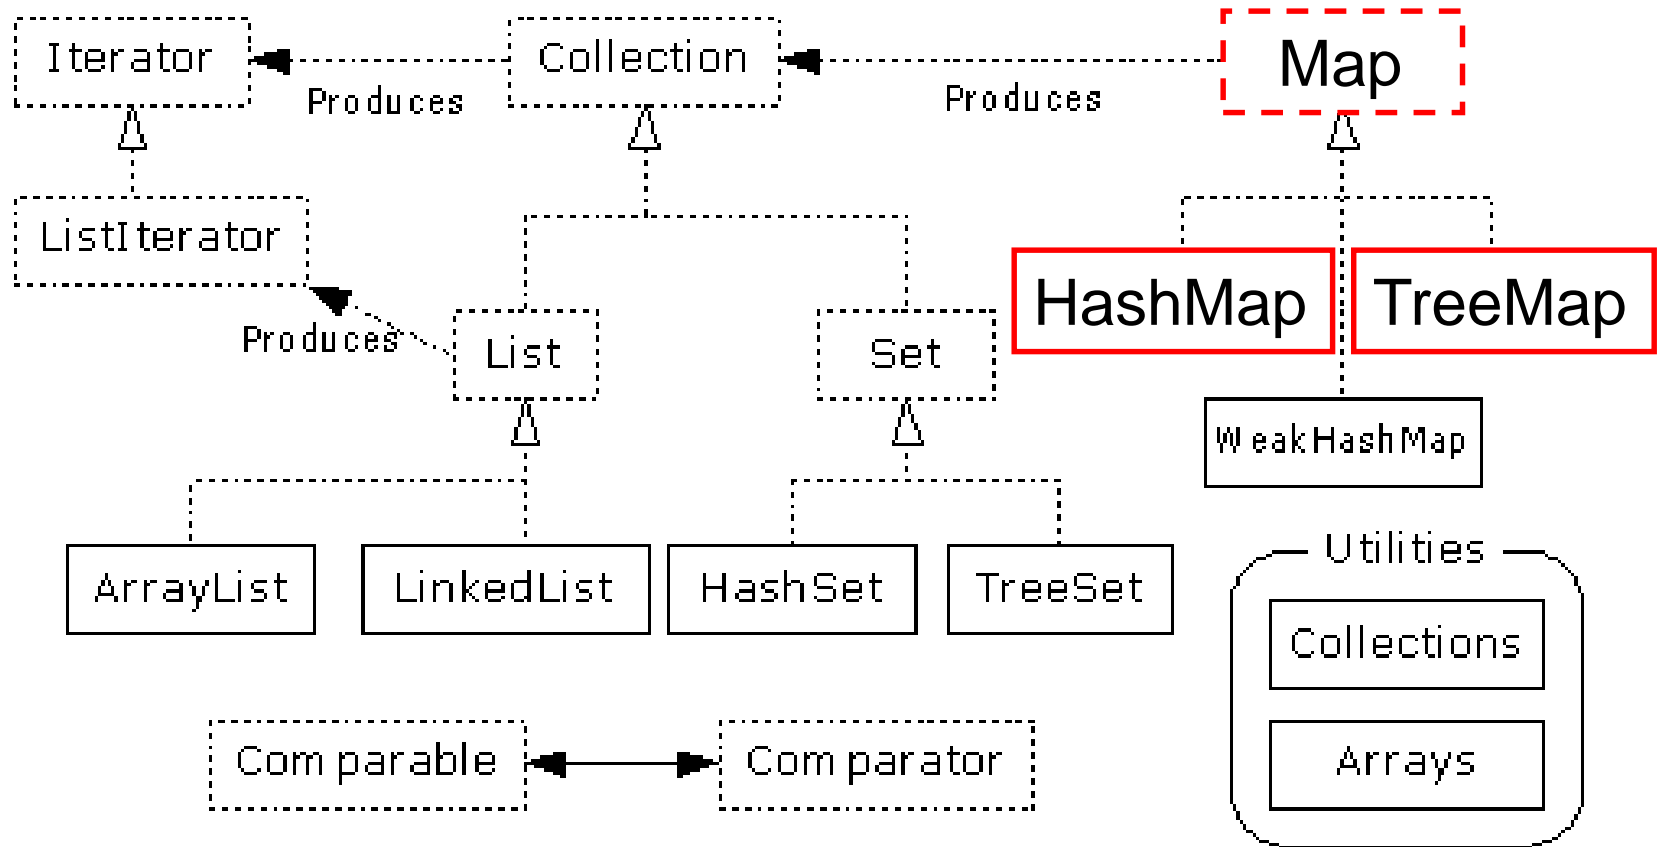 Iterator
Collection
Map
Produces
Produces
ListIterator
HashMap
TreeMap
Produces
List
Set
WeakHashMap
Utilities
ArrayList
LinkedList
HashSet
TreeSet
Collections
Comparable
Comparator
Arrays